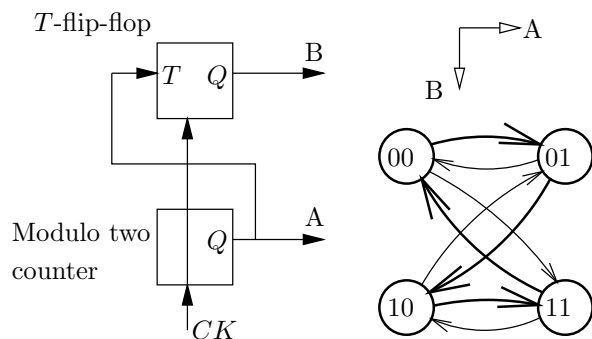 T-flip-flop
B
T Q
A
B
00 01
Modulo two
counter
Q
A
10 11
CK